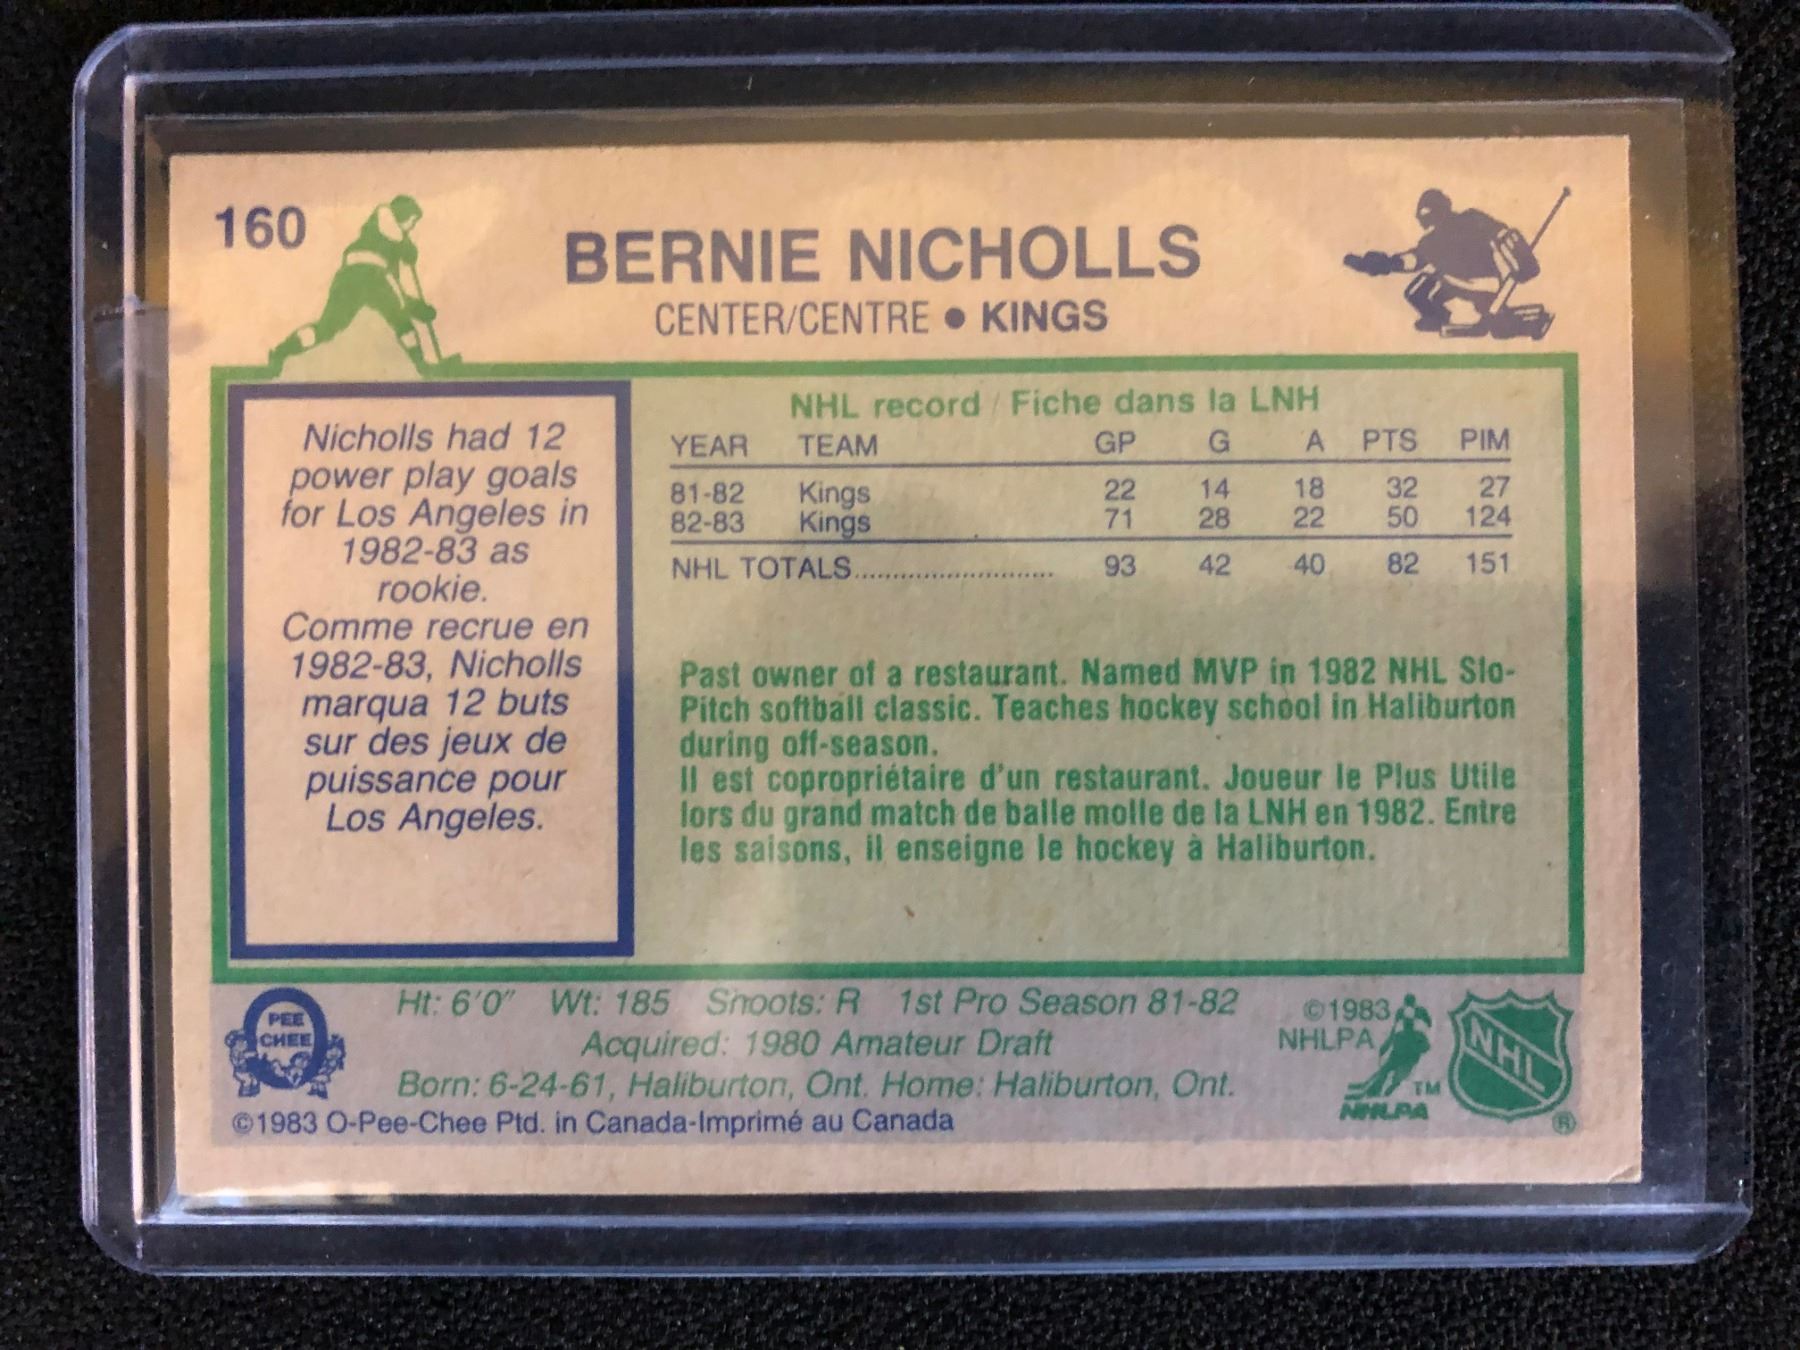 160
BERNIE NICHOLLS
CENTER/CENTRE • KINGS
Nicholls had 12
power play goals
for Los Angeles in
1982-83 as
rookie.
Comme recrue en
1982-83, Nicholls
marqua 12 buts
sur des jeux de
puissance pour
Los Angeles.
NHL record / Fiche dans la LNH
YEAR TEAM GP G A PTS PIM
81-82 Kings 22 14 18 32 27
82-83 Kings 71 28 22 50 124
NHL TOTALS........................... 93 42 40 82 151
Past owner of a restaurant. Named MVP in 1982 NHL Slo-
Pitch softball classic. Teaches hockey school in Haliburton
during off-season.
Il est copropriétaire d'un restaurant. Joueur le Plus Utile
lors du grand match de balle molle de la LNH en 1982. Entre
les saisons, il enseigne le hockey à Haliburton.
PEE
CHEE
Ht: 6'0" Wt: 185 Shoots: R 1st Pro Season 81-82
Acquired: 1980 Amateur Draft
Born: 6-24-61, Haliburton, Ont. Home: Haliburton, Ont.
©1983 O-Pee-Chee Ptd. in Canada-Imprimé au Canada
©1983
NHLPA
TM
NHLPA
NHL
®